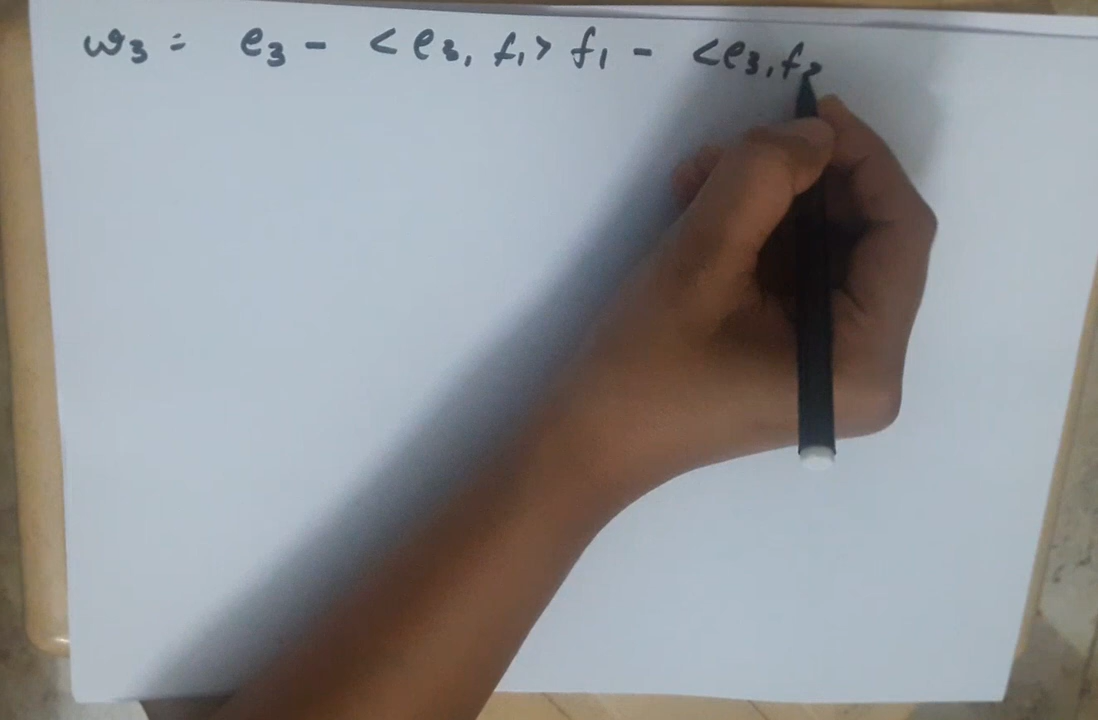 w3 = e3 - <e3, f1> f1 - <e3, f2